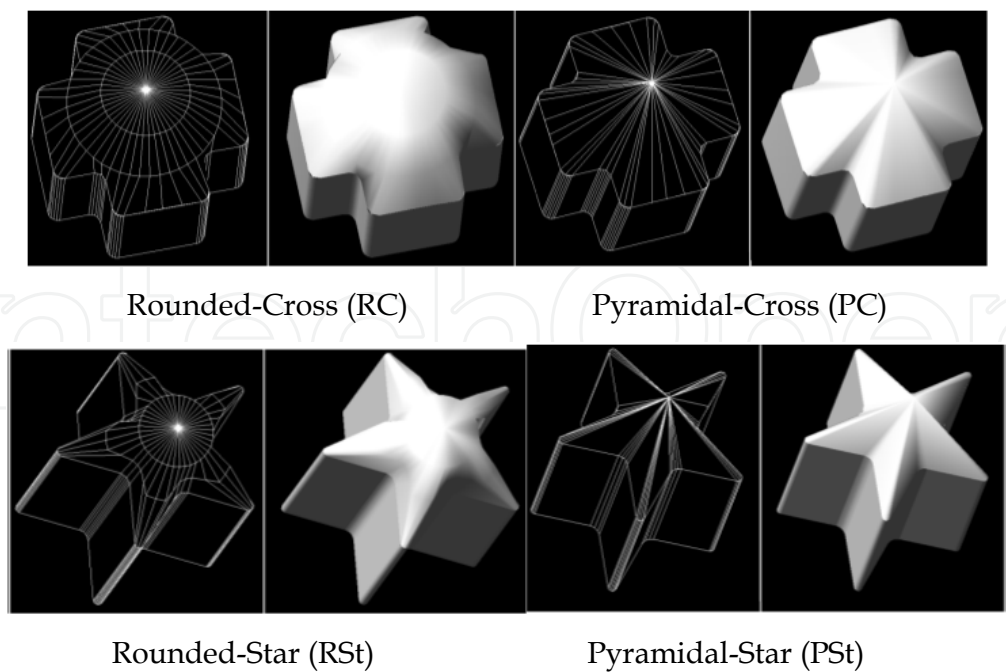 Rounded-Cross (RC)
Pyramidal-Cross (PC)
Rounded-Star (RSt)
Pyramidal-Star (PSt)